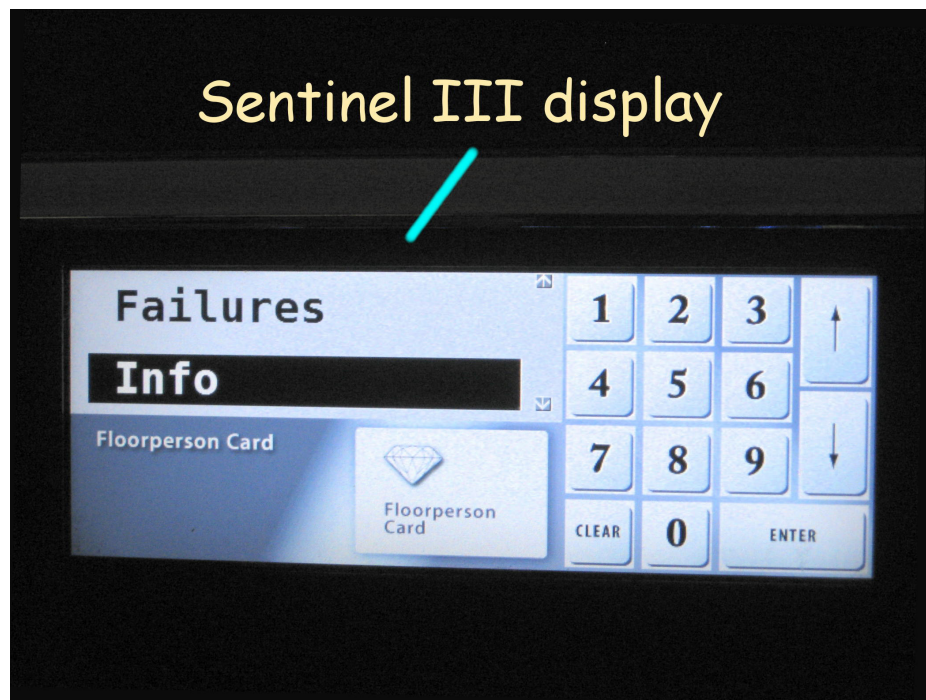 Sentinel III display
Failures
Info
Floorperson Card
Floorperson
Card
1 2 3
4 5 6
7 8 9
CLEAR 0 ENTER